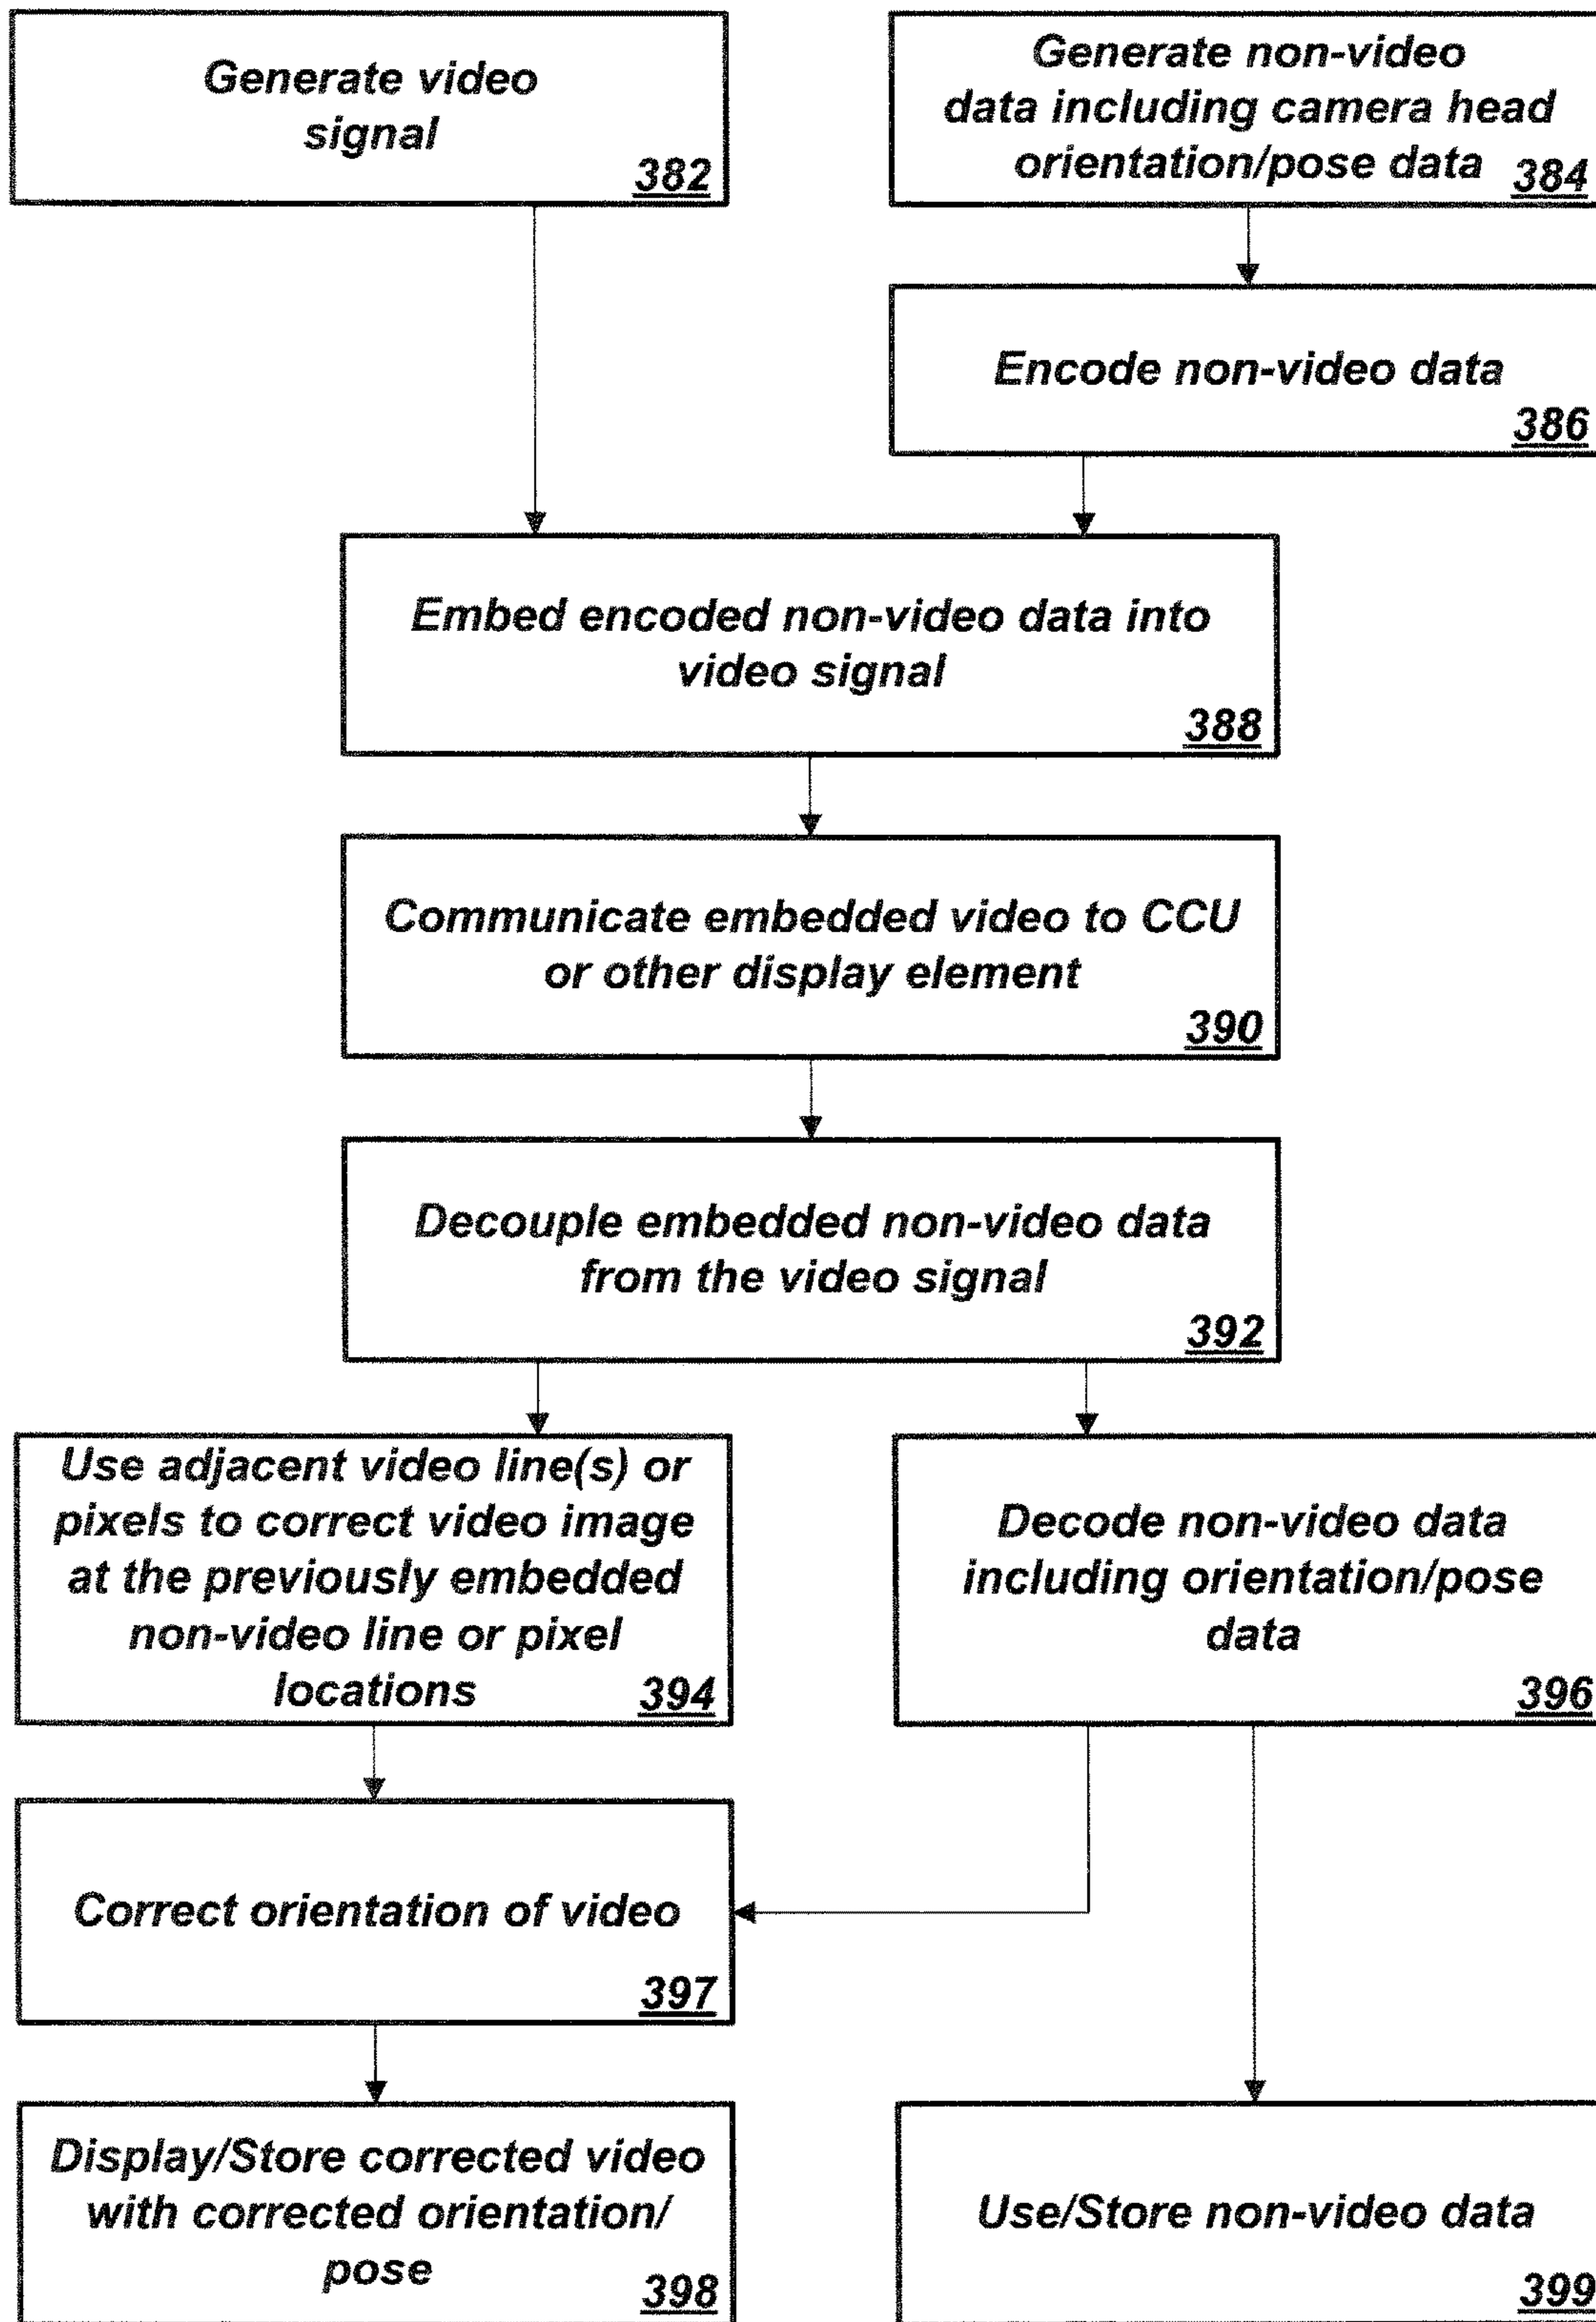 Generate video
signal
382
Generate non-video
data including camera head
orientation/pose data
384
Encode non-video data
386
Embed encoded non-video data into
video signal
388
Communicate embedded video to CCU
or other display element
390
Decouple embedded non-video data
from the video signal
392
Use adjacent video line(s) or
pixels to correct video image
at the previously embedded
non-video line or pixel
locations
394
Decode non-video data
including orientation/pose
data
396
Correct orientation of video
397
Display/Store corrected video
with corrected orientation/
pose
398
Use/Store non-video data
399